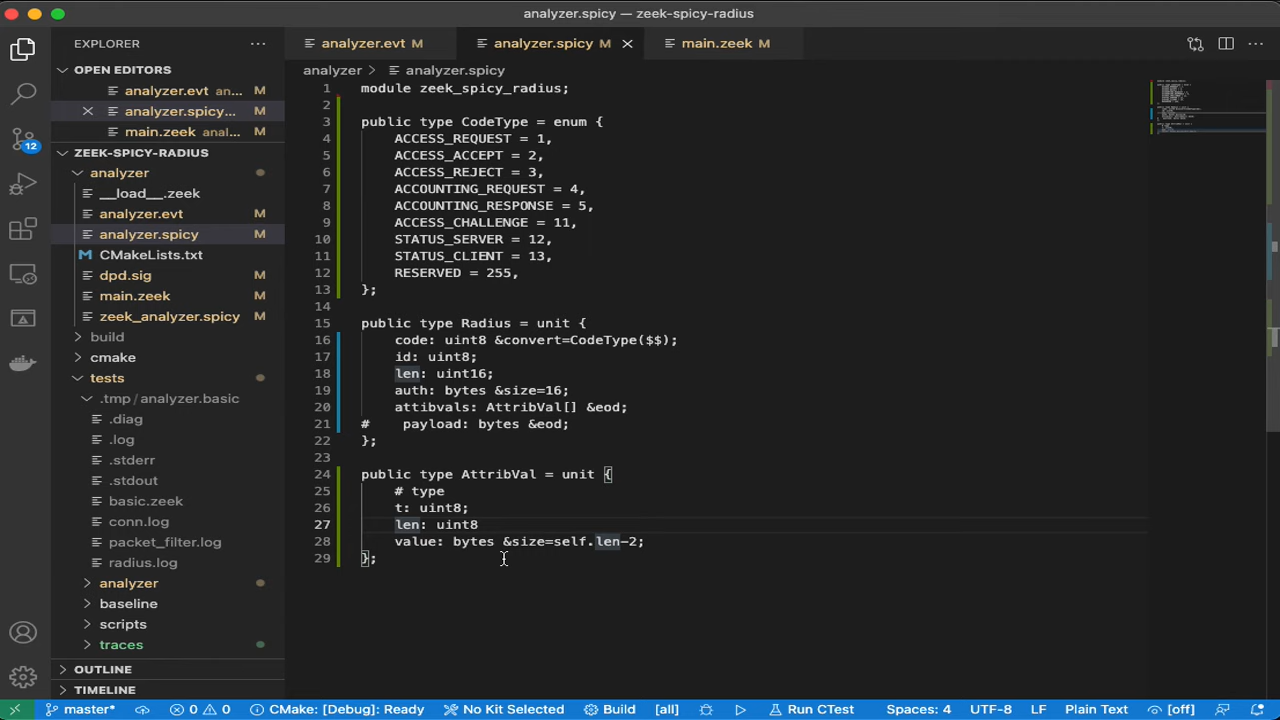 analyzer.spicy — zeek-spicy-radius
EXPLORER
analyzer.evt M
analyzer.spicy M
main.zeek M
OPEN EDITORS
analyzer.evt an... M
analyzer.spicy... M
main.zeek anal... M
ZEEK-SPICY-RADIUS
analyzer
__load__.zeek
analyzer.evt M
analyzer.spicy M
CMakeLists.txt
dpd.sig M
main.zeek M
zeek_analyzer.spicy M
build
cmake
tests
.tmp / analyzer.basic
.diag
.log
.stderr
.stdout
basic.zeek
conn.log
packet_filter.log
radius.log
analyzer
baseline
scripts
traces
OUTLINE
TIMELINE
12
analyzer > analyzer.spicy
1 module zeek_spicy_radius;
2
3 public type CodeType = enum {
4 ACCESS_REQUEST = 1,
5 ACCESS_ACCEPT = 2,
6 ACCESS_REJECT = 3,
7 ACCOUNTING_REQUEST = 4,
8 ACCOUNTING_RESPONSE = 5,
9 ACCESS_CHALLENGE = 11,
10 STATUS_SERVER = 12,
11 STATUS_CLIENT = 13,
12 RESERVED = 255,
13 };
14
15 public type Radius = unit {
16 code: uint8 &convert=CodeType($$);
17 id: uint8;
18 len: uint16;
19 auth: bytes &size=16;
20 attibvals: AttribVal[] &eod;
21 # payload: bytes &eod;
22 };
23
24 public type AttribVal = unit {
25 # type
26 t: uint8;
27 len: uint8
28 value: bytes &size=self.len-2;
29 };
master* 0 0 CMake: [Debug]: Ready No Kit Selected Build [all] Run CTest Spaces: 4 UTF-8 LF Plain Text [off]